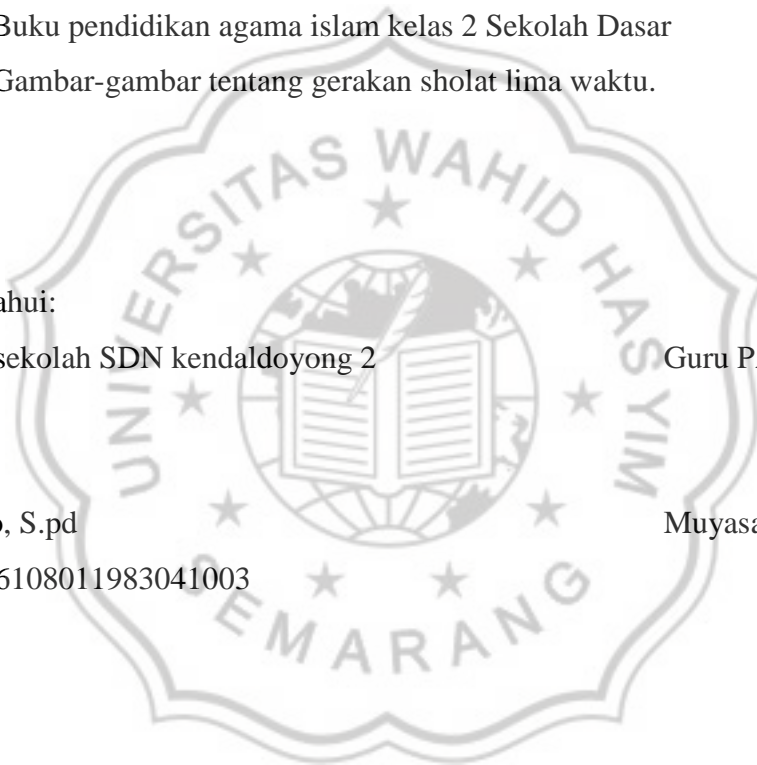 Buku pendidikan agama islam kelas 2 Sekolah Dasar
Gambar-gambar tentang gerakan sholat lima waktu.
UNIVERSITAS WAHID HASYIM
SEMARANG
ahui:
sekolah SDN kendaldoyong 2 Guru P
, S.pd Muyasa
6108011983041003